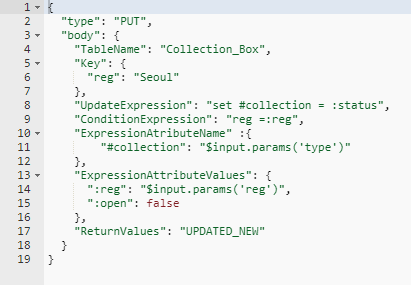 1 {
2 "type": "PUT",
3 "body": {
4 "TableName": "Collection_Box",
5 "Key": {
6 "reg": "Seoul"
7 },
8 "UpdateExpression": "set #collection = :status",
9 "ConditionExpression": "reg =:reg",
10 "ExpressionAtributeName" :{
11 "#collection": "$input.params('type')"
12 },
13 "ExpressionAttributeValues": {
14 ":reg": "$input.params('reg')",
15 ":open": false
16 },
17 "ReturnValues": "UPDATED_NEW"
18 }
19 }